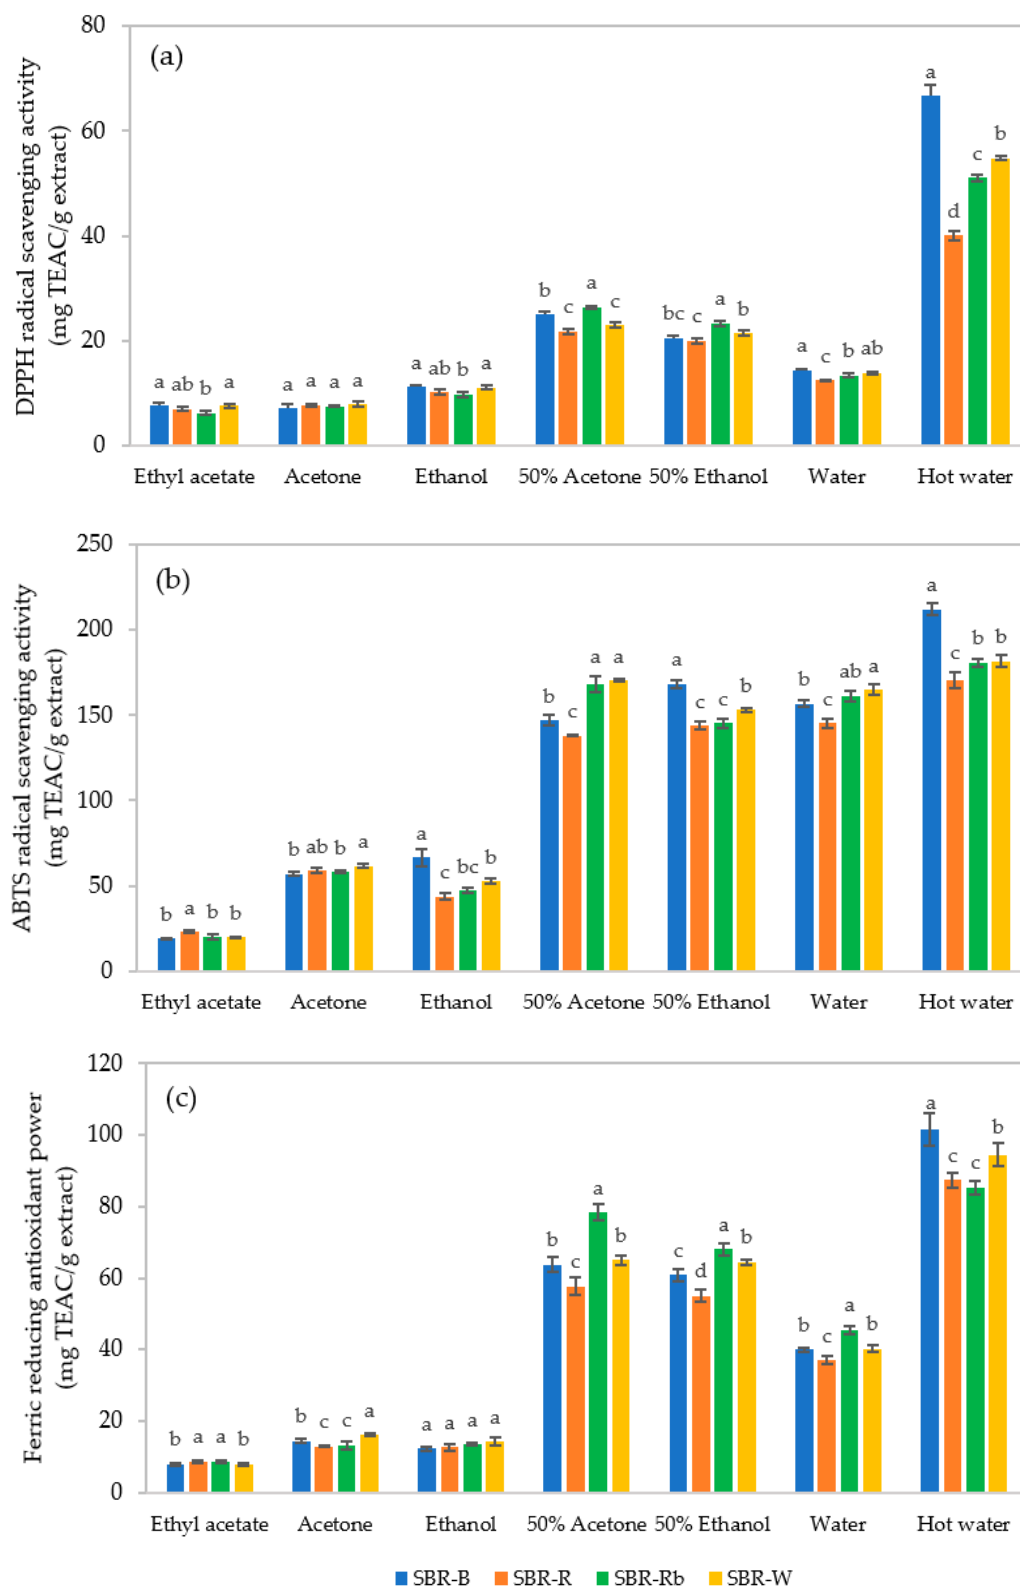 DPPH radical scavenging activity
(mg TEAC/g extract)
80
60
40
20
0
(a)
a ab b a
a a a a
a ab b a
b c a c
bc c a b
a c b ab
a d c b
Ethyl acetate Acetone Ethanol 50% Acetone 50% Ethanol Water Hot water
ABTS radical scavenging activity
(mg TEAC/g extract)
250
200
150
100
50
0
(b)
b a b b
b ab b a
a c bc b
b c a a
a c c b
b c ab a
a c b b
Ethyl acetate Acetone Ethanol 50% Acetone 50% Ethanol Water Hot water
Ferric reducing antioxidant power
(mg TEAC/g extract)
120
100
80
60
40
20
0
(c)
b a a b
b c c a
a a a a
b c a b
c d a b
b c a b
a c c b
Ethyl acetate Acetone Ethanol 50% Acetone 50% Ethanol Water Hot water
SBR-B SBR-R SBR-Rb SBR-W